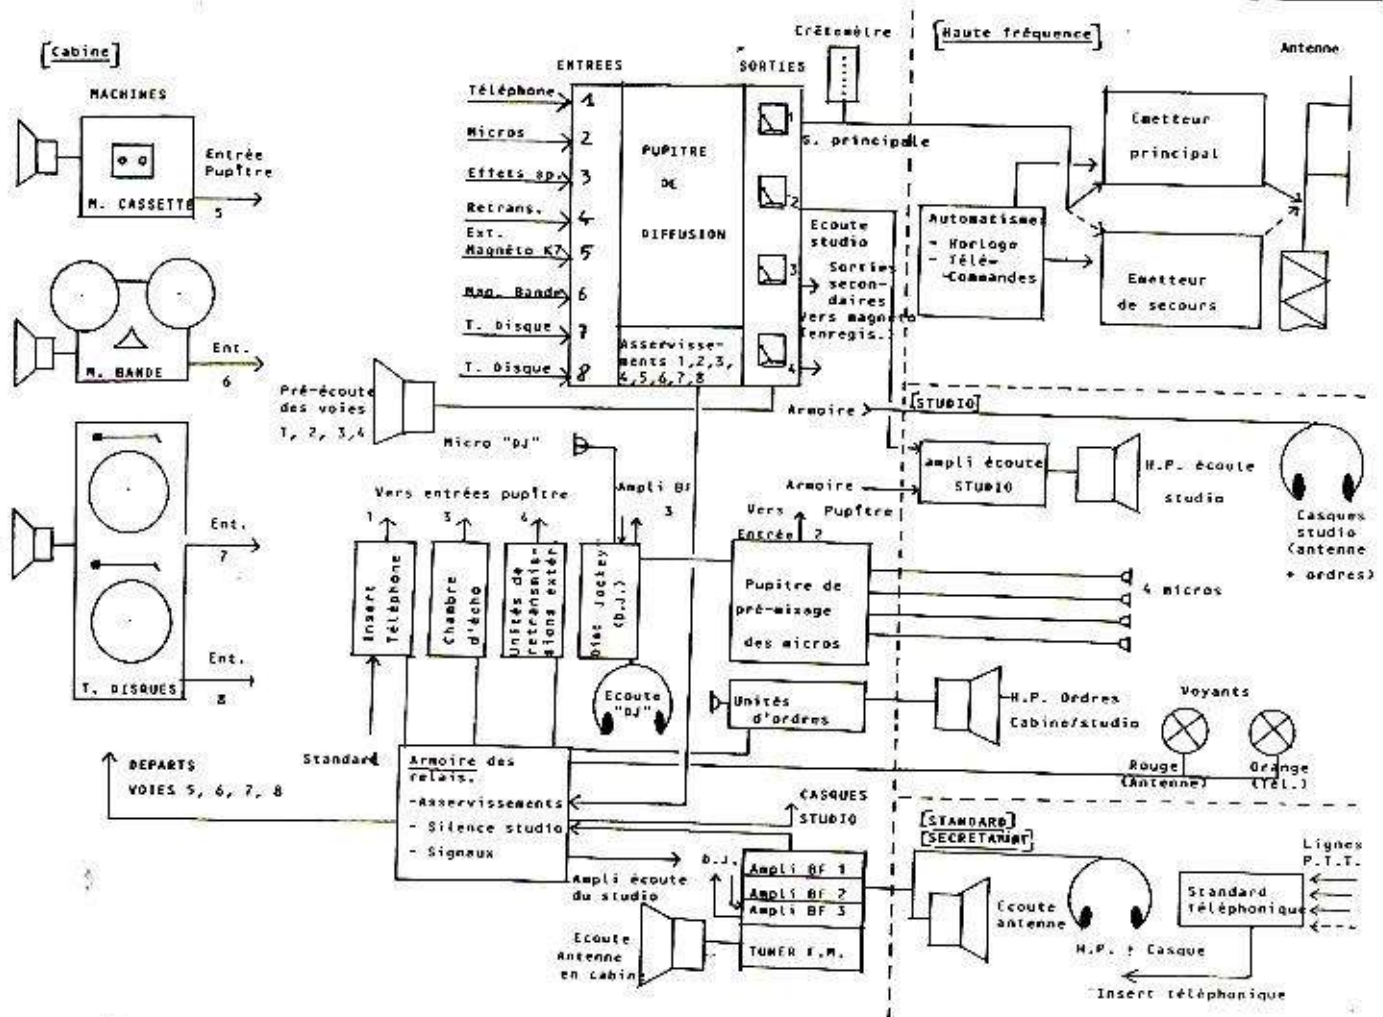 [Cabine]
MACHINES
M. CASSETTE
Entrée
Pupître
5
M. BANDE
Ent.
6
T. DISQUES
Ent.
7
Ent.
8
DEPARTS
VOIES 5, 6, 7, 8
ENTREES
SORTIES
Téléphone
1
Micros
2
Effets sp.
3
Retrans.
Ext.
4
Magnéto K7
5
Mag. Bande
6
T. Disque
7
T. Disque
8
PUPITRE
DE
DIFFUSION
Asservisse-
ments 1,2,3,
4,5,6,7,8
1
2
3
4
Crêtomètre
S. principale
Ecoute
studio
Sorties
secon-
daires
Vers magnéto
(enregis..
Pré-écoute
des voies
1, 2, 3,4
Micro "DJ"
Vers entrées pupître
1
3
4
Ampli BF
3
Insert
Téléphone
Chambre
d'écho
Unités de
retransmis-
sions extér.
Disc Jockey
(D.J.)
Ecoute
"DJ"
Standard
Armoire des
relais.
-Asservissements
- Silence studio
- Signaux
Vers Pupître
Entrée 2
Pupitre de
pré-mixage
des micros
4 micros
Unités
d'ordres
H.P. Ordres
Cabine/studio
Voyants
Rouge
(Antenne)
Orange
(Tél.)
CASQUES
STUDIO
Ampli écoute
du studio
D.J.
Ampli BF 1
Ampli BF 2
Ampli BF 3
TUNER F.M.
Ecoute
Antenne
en cabine
[Haute fréquence]
Antenne
Emetteur
principal
Automatismes
- Horloge
- Télé-
-Commandes
Emetteur
de secours
[STUDIO]
Armoire
ampli écoute
STUDIO
Armoire
H.P. écoute
studio
Casques
studio
(antenne
+ ordres)
[STANDARD]
[SECRETARIAT]
Ecoute
antenne
H.P. + Casque
Lignes
P.T.T.
Standard
téléphonique
Insert téléphonique